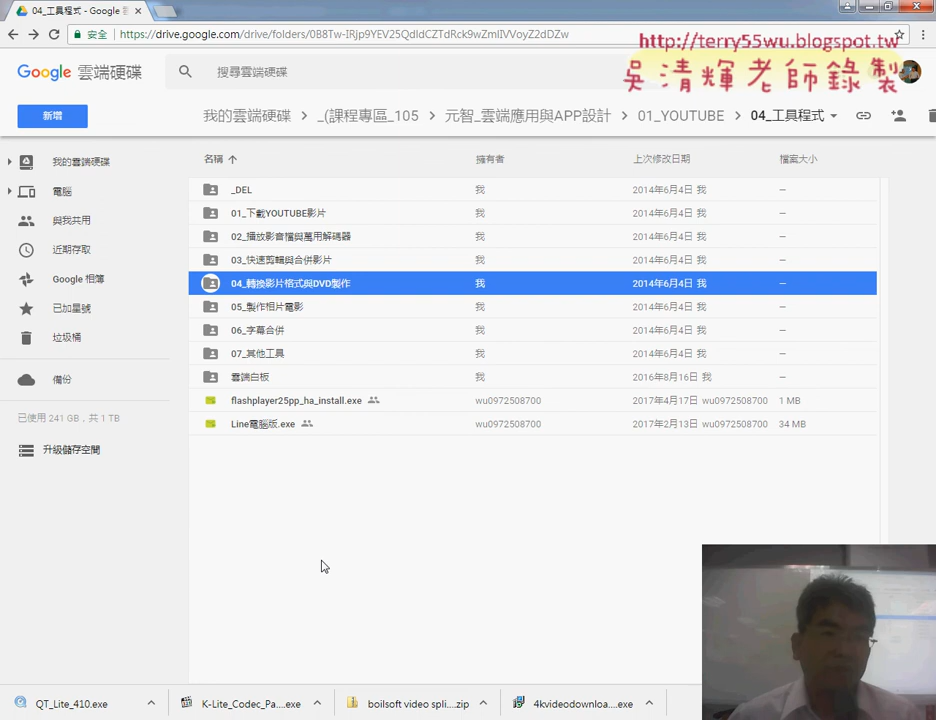 04_工具程式 - Google
安全 https://drive.google.com/drive/folders/0B8Tw-IRjp9YEV25QdIdCZTdRck9wZmlIVVoyZ2dDZw
http://terry55wu.blogspot.tw
吳清輝老師錄製
Google 雲端硬碟
搜尋雲端硬碟
新增
我的雲端硬碟 > _(課程專區_105 > 元智_雲端應用與APP設計 > 01_YOUTUBE > 04_工具程式
名稱 擁有者 上次修改日期 檔案大小
我的雲端硬碟
電腦
與我共用
近期存取
Google 相簿
已加星號
垃圾桶
備份
已使用 241 GB，共 1 TB
升級儲存空間
_DEL 我 2014年6月4日 我 –
01_下載YOUTUBE影片 我 2014年6月4日 我 –
02_播放影音檔與萬用解碼器 我 2014年6月4日 我 –
03_快速剪輯與合併影片 我 2014年6月4日 我 –
04_轉換影片格式與DVD製作 我 2014年6月4日 我 –
05_製作相片電影 我 2014年6月4日 我 –
06_字幕合併 我 2014年6月4日 我 –
07_其他工具 我 2014年6月4日 我 –
雲端白板 我 2016年8月16日 我 –
flashplayer25pp_ha_install.exe wu0972508700 2017年4月17日 wu0972508700 1 MB
Line電腦版.exe wu0972508700 2017年2月13日 wu0972508700 34 MB
QT_Lite_410.exe
K-Lite_Codec_Pa....exe
boilsoft video spli....zip
4kvideodownloa....exe